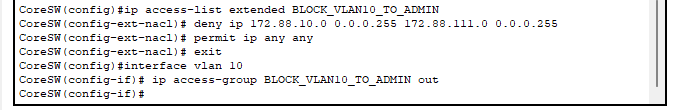 CoreSW(config)#ip access-list extended BLOCK_VLAN10_TO_ADMIN
CoreSW(config-ext-nacl)# deny ip 172.88.10.0 0.0.0.255 172.88.111.0 0.0.0.255
CoreSW(config-ext-nacl)# permit ip any any
CoreSW(config-ext-nacl)# exit
CoreSW(config)#interface vlan 10
CoreSW(config-if)# ip access-group BLOCK_VLAN10_TO_ADMIN out
CoreSW(config-if)#